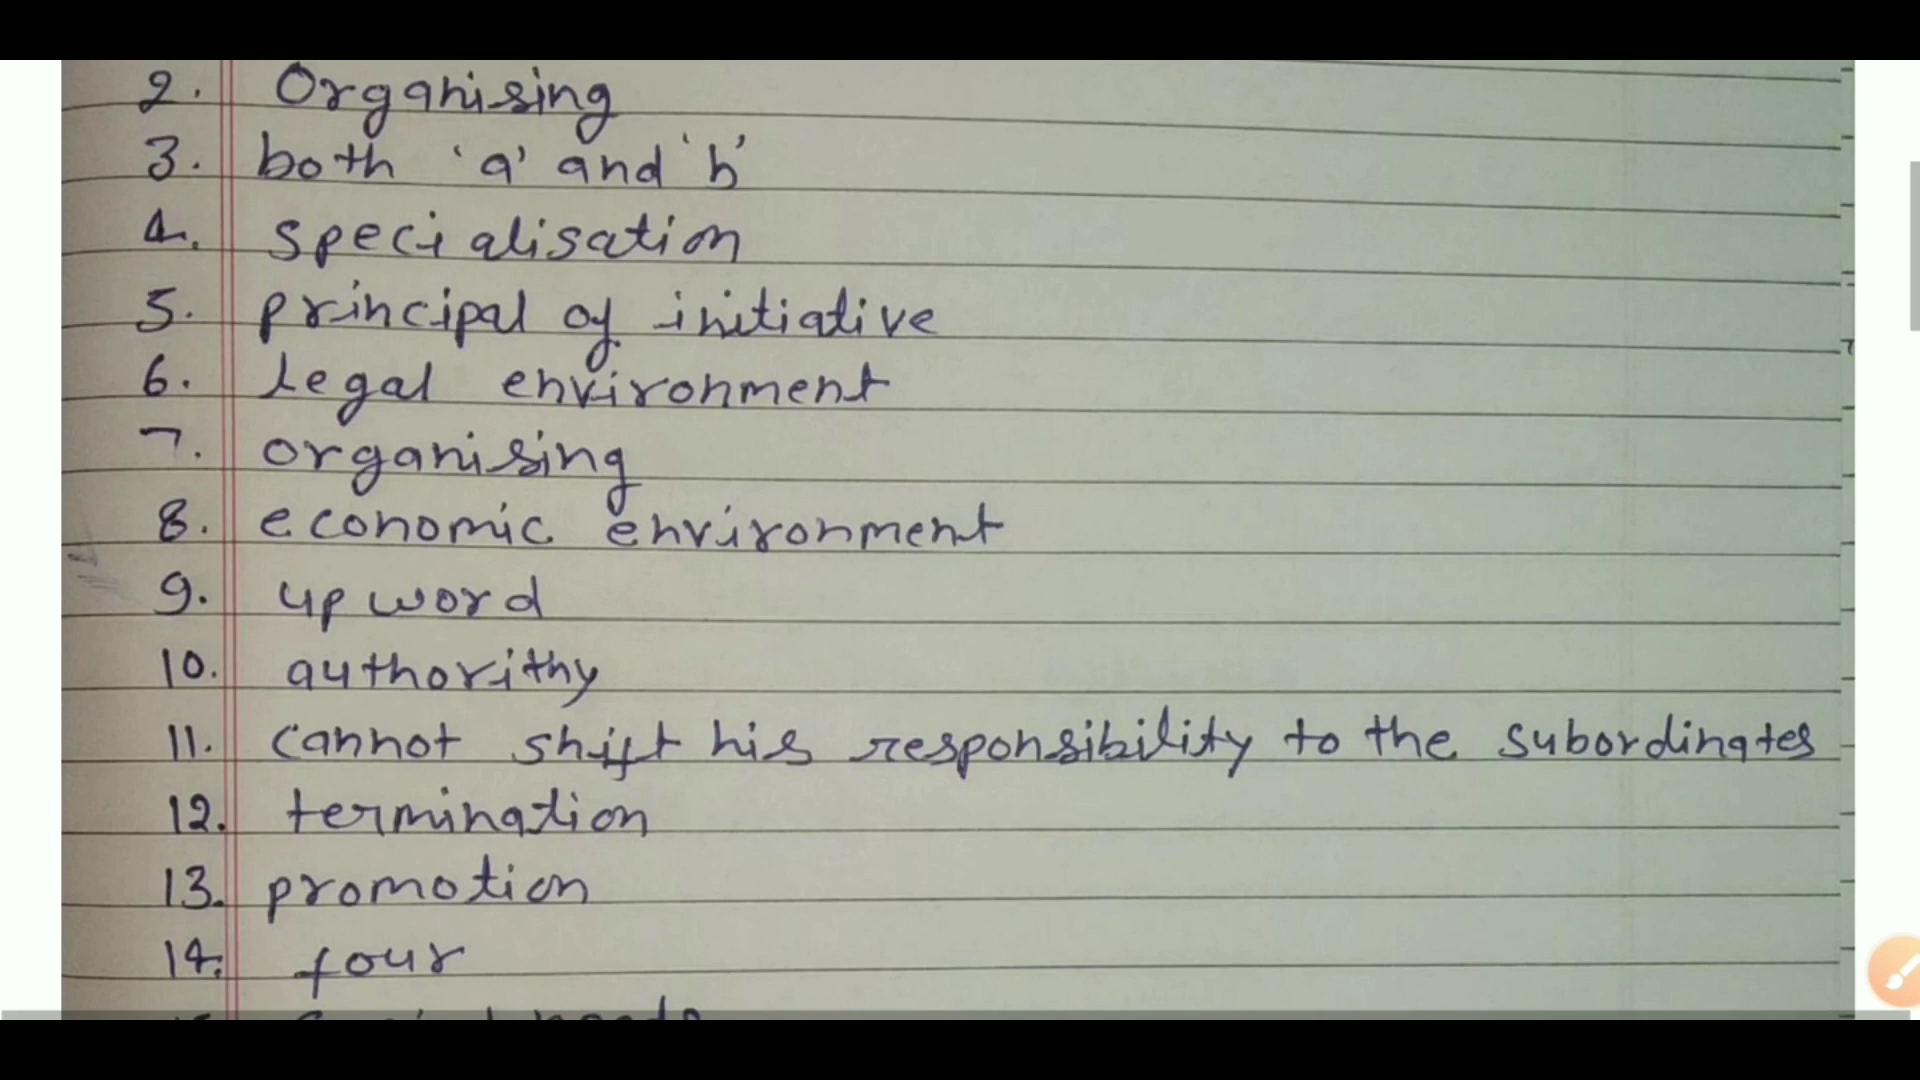 2. Organising
3. both 'a' and 'b'
4. specialisation
5. principal of initiative
6. Legal environment
7. organising
8. economic environment
9. upword
10. authorithy
11. cannot shift his responsibility to the subordinates
12. termination
13. promotion
14. four